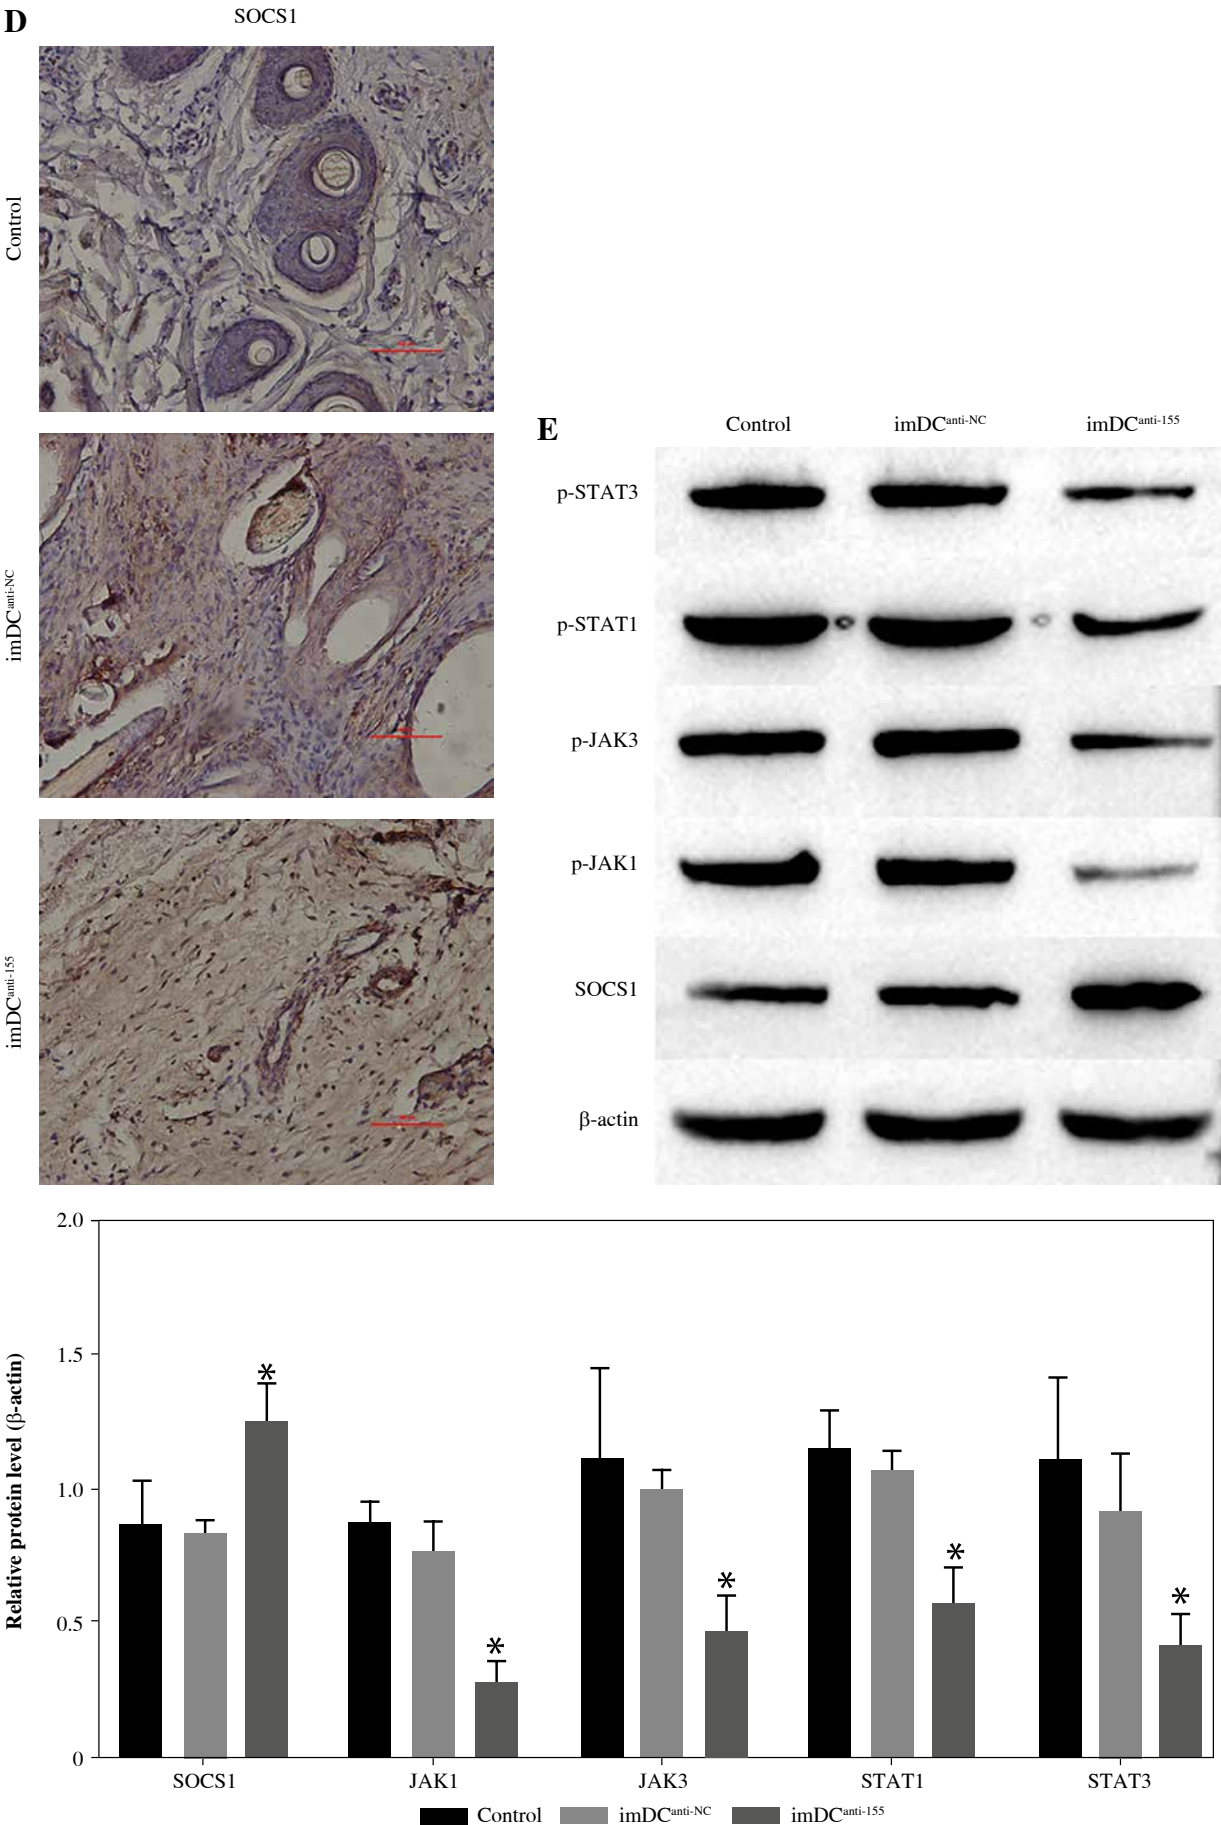 D
SOCS1
Control
imDCanti-NC
imDCanti-155
E
Control imDCanti-NC imDCanti-155
p-STAT3
p-STAT1
p-JAK3
p-JAK1
SOCS1
β-actin
Relative protein level (β-actin)
2.0
1.5
1.0
0.5
0
*
*
*
*
*
SOCS1 JAK1 JAK3 STAT1 STAT3
Control imDCanti-NC imDCanti-155